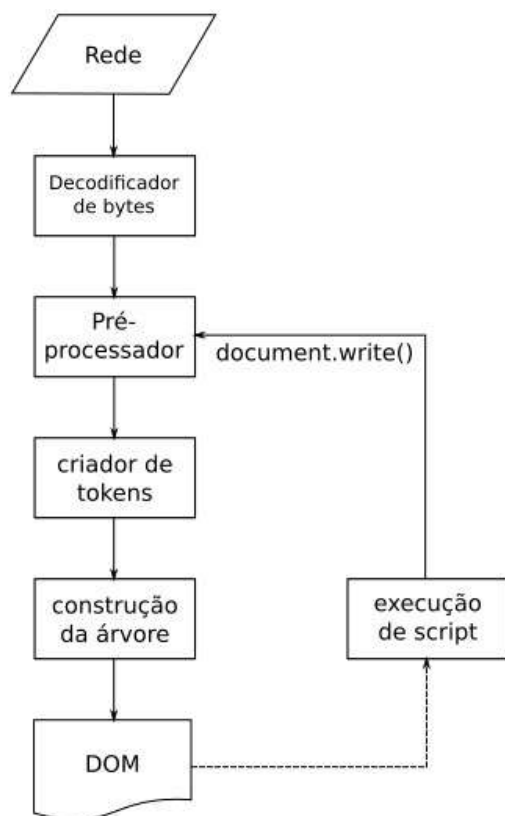 Rede
Decodificador
de bytes
Pré-
processador
document.write()
criador de
tokens
construção
da árvore
execução
de script
DOM